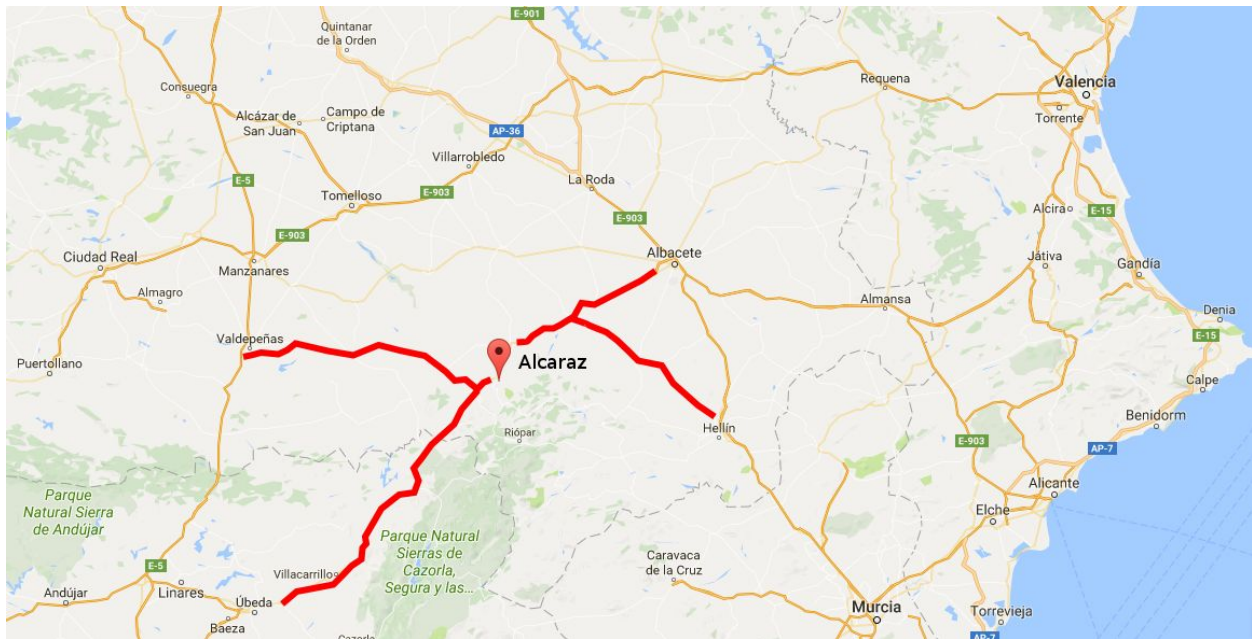 E-901
Quintanar
de la Orden
Consuegra
Requena
Valencia
Torrente
Alcázar de
San Juan
Campo de
Criptana
AP-36
Villarrobledo
E-5
La Roda
Tomelloso
E-903
E-903
Alcira
E-15
E-903
Ciudad Real
Albacete
Játiva
Gandía
Manzanares
Almagro
Almansa
Denia
Valdepeñas
E-15
Puertollano
Alcaraz
Calpe
Benidorm
Hellín
Riópar
E-903
AP-7
Alicante
Parque
Natural Sierra
de Andújar
Elche
Parque Natural
Sierras de
Cazorla,
Segura y las...
Caravaca
de la Cruz
E-5
Villacarrillo
Andújar
Linares
Úbeda
Murcia
Torrevieja
Baeza
Cazorla
AP-7